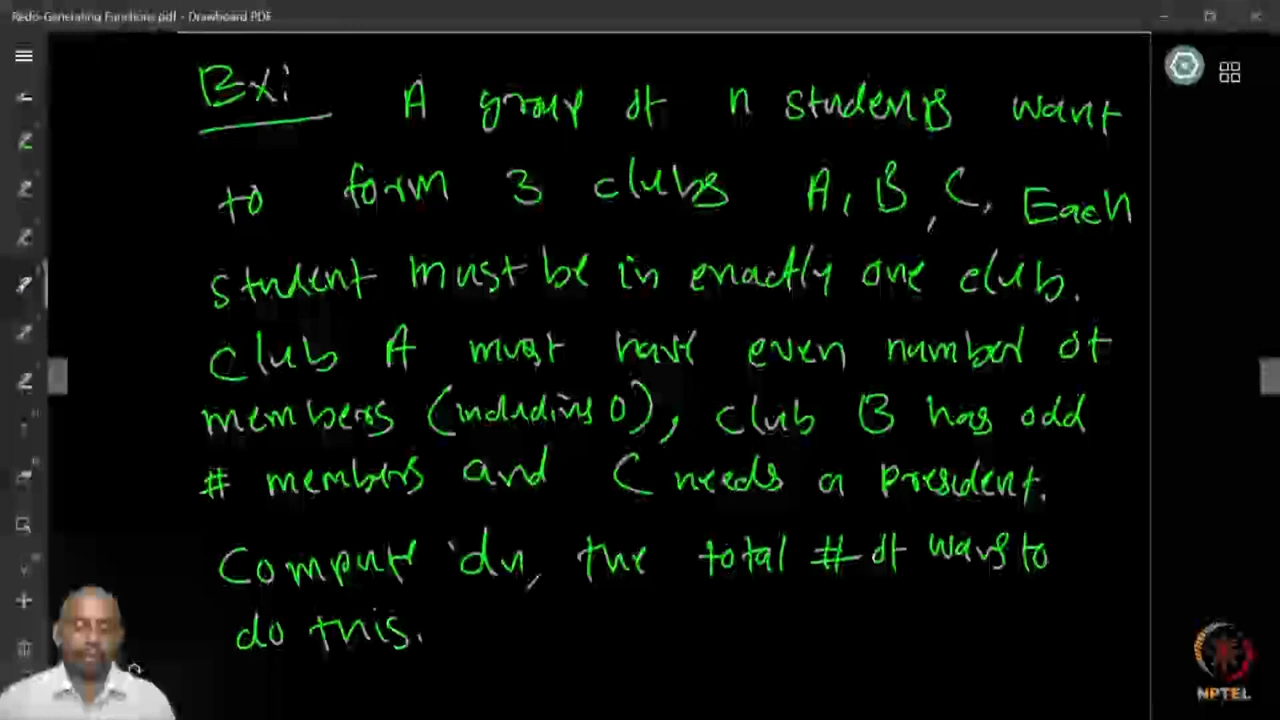 Redo-Generating Functions.pdf - Drawboard PDF
Ex: A group of n students want
to form 3 clubs A, B, C. Each
student must be in exactly one club.
Club A must have even number of
members (including 0), club B has odd
# members and C needs a president.
Compute dn, the total # of ways to
do this.
NPTEL